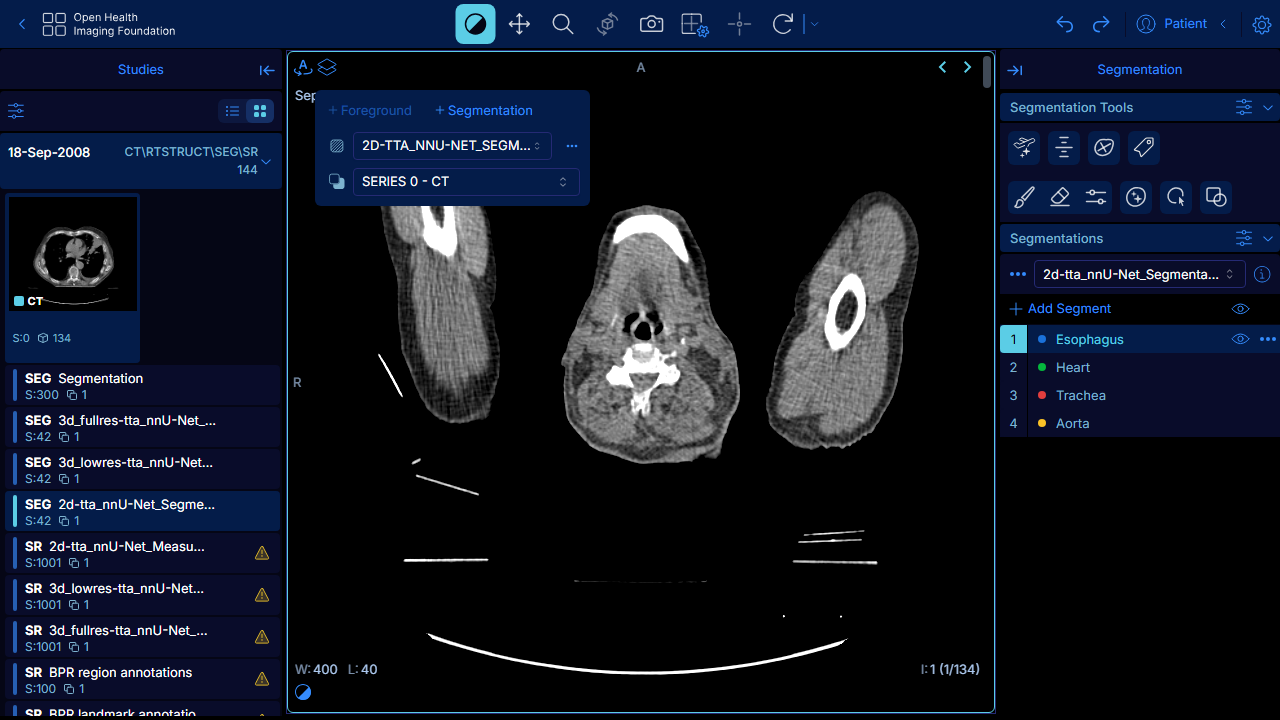 Open Health
Imaging Foundation
Patient
Studies
18-Sep-2008
CT\RTSTRUCT\SEG\SR
144
CT
S:0 134
SEG Segmentation
S:300 1
SEG 3d_fullres-tta_nnU-Net_...
S:42 1
SEG 3d_lowres-tta_nnU-Net...
S:42 1
SEG 2d-tta_nnU-Net_Segme...
S:42 1
SR 2d-tta_nnU-Net_Measu...
S:1001 1
SR 3d_lowres-tta_nnU-Net...
S:1001 1
SR 3d_fullres-tta_nnU-Net_...
S:1001 1
SR BPR region annotations
S:100 1
SR BPR landmark annotatio
A
A
+ Foreground + Segmentation
2D-TTA_NNU-NET_SEGM... ...
SERIES 0 - CT
R
W:400 L:40
I:1 (1/134)
Segmentation
Segmentation Tools
Segmentations
2d-tta_nnU-Net_Segmenta...
+ Add Segment
1 Esophagus
2 Heart
3 Trachea
4 Aorta